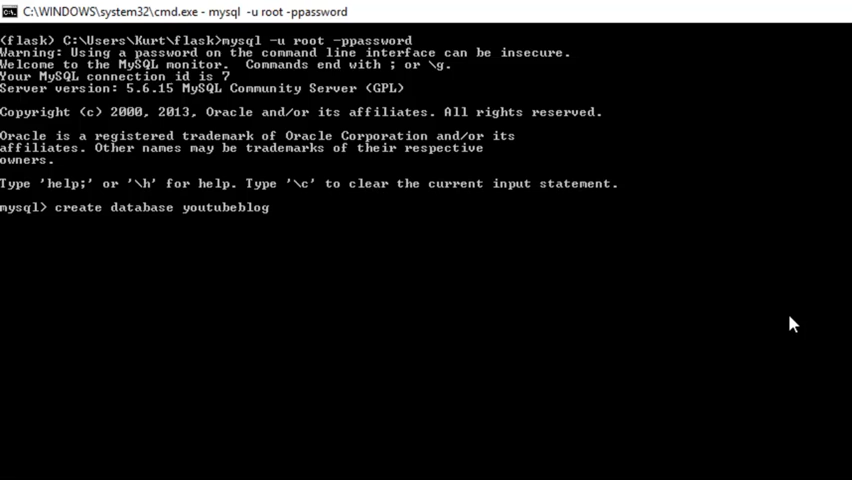 C:\WINDOWS\system32\cmd.exe - mysql -u root -ppassword
(flask) C:\Users\Kurt\flask>mysql -u root -ppassword
Warning: Using a password on the command line interface can be insecure.
Welcome to the MySQL monitor.  Commands end with ; or \g.
Your MySQL connection id is 7
Server version: 5.6.15 MySQL Community Server (GPL)
Copyright (c) 2000, 2013, Oracle and/or its affiliates. All rights reserved.
Oracle is a registered trademark of Oracle Corporation and/or its
affiliates. Other names may be trademarks of their respective
owners.
Type 'help;' or '\h' for help. Type '\c' to clear the current input statement.
mysql> create database youtubeblog